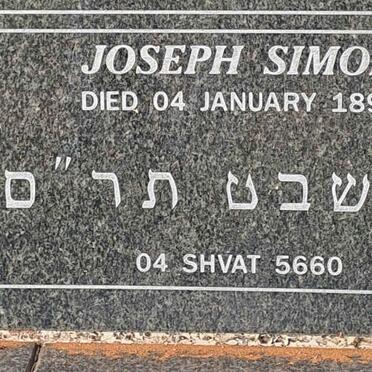 JOSEPH SIMO
DIED 04 JANUARY 189
שבט תר"ם
04 SHVAT 5660